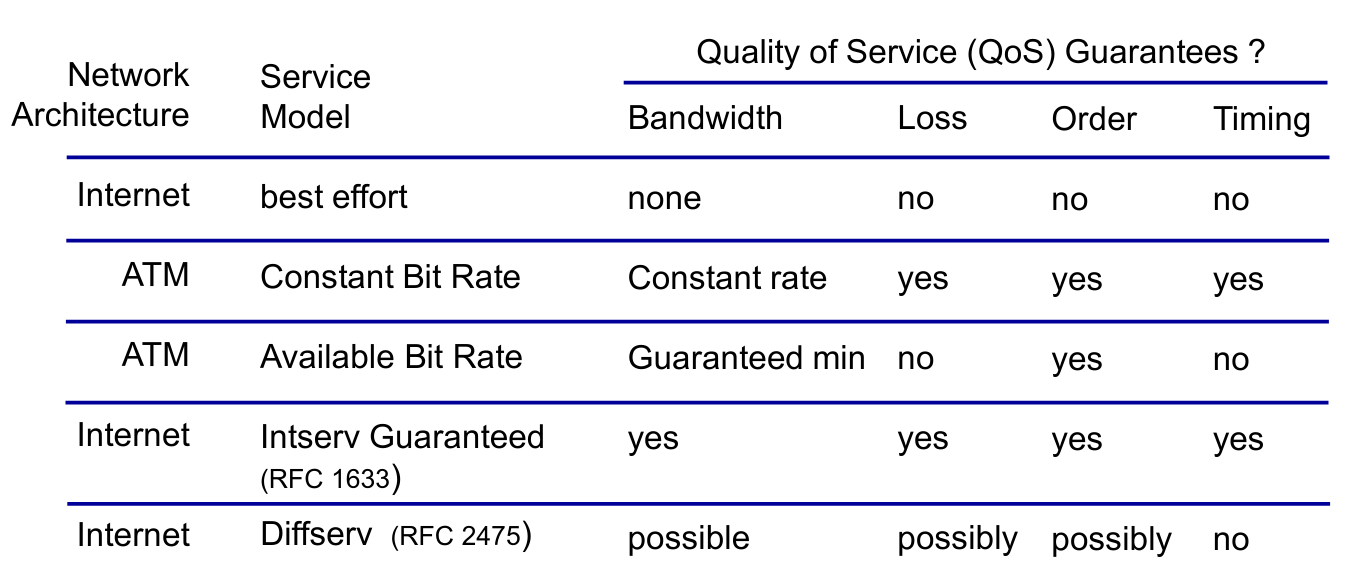 Quality of Service (QoS) Guarantees ?
Network Architecture Service Model Bandwidth Loss Order Timing
Internet best effort none no no no
ATM Constant Bit Rate Constant rate yes yes yes
ATM Available Bit Rate Guaranteed min no yes no
Internet Intserv Guaranteed yes yes yes yes
(RFC 1633)
Internet Diffserv (RFC 2475) possible possibly possibly no